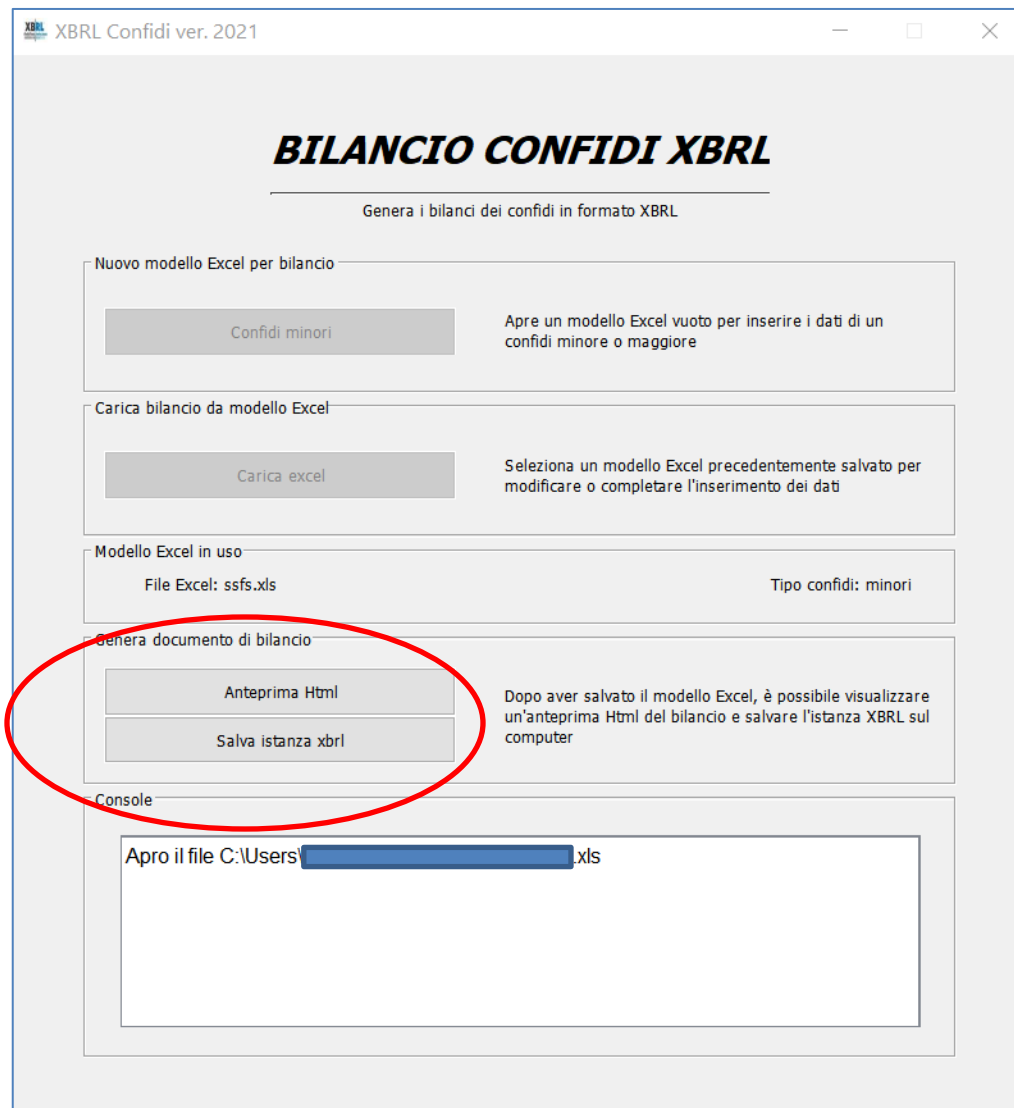 XBRL Confidi ver. 2021
BILANCIO CONFIDI XBRL
Genera i bilanci dei confidi in formato XBRL
Nuovo modello Excel per bilancio
Confidi minori
Apre un modello Excel vuoto per inserire i dati di un
confidi minore o maggiore
Carica bilancio da modello Excel
Carica excel
Seleziona un modello Excel precedentemente salvato per
modificare o completare l'inserimento dei dati
Modello Excel in uso
File Excel: ssfs.xls
Tipo confidi: minori
Genera documento di bilancio
Anteprima Html
Salva istanza xbrl
Dopo aver salvato il modello Excel, è possibile visualizzare
un'anteprima Html del bilancio e salvare l'istanza XBRL sul
computer
Console
Apro il file C:\Users\ .xls